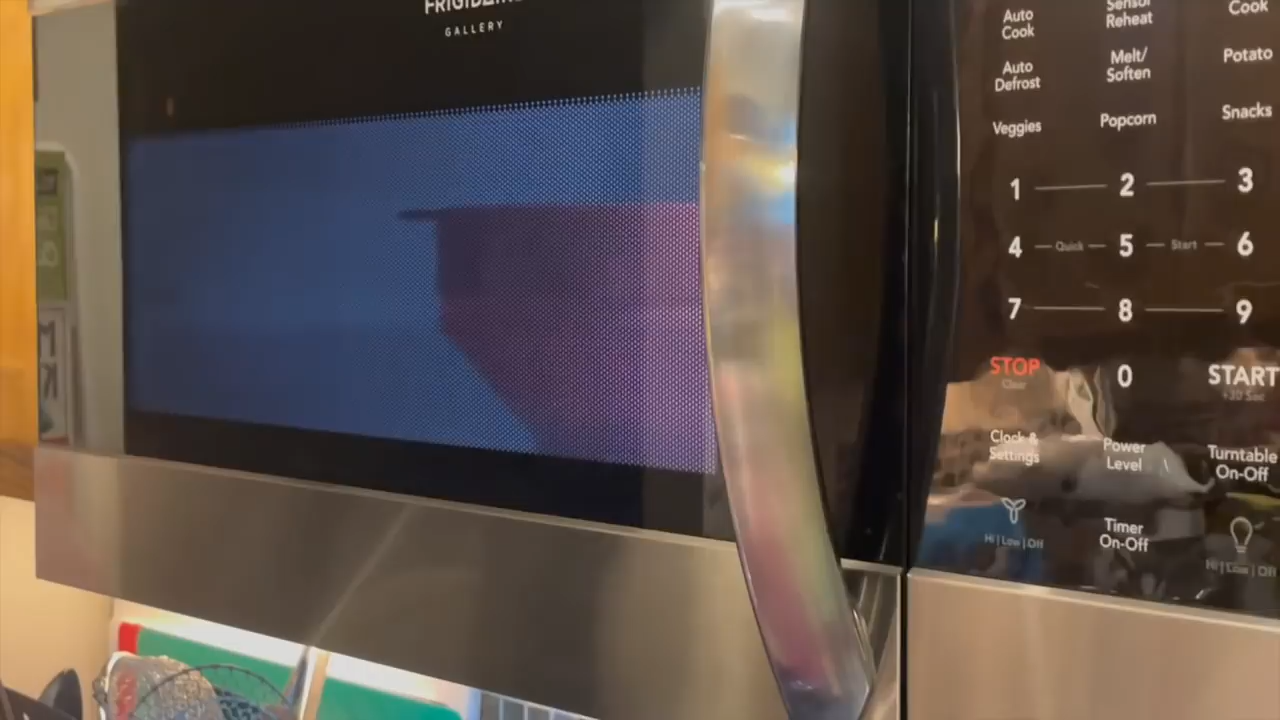 GALLERY
Auto
Cook
Sensor
Reheat
Cook
Auto
Defrost
Melt/
Soften
Potato
Veggies
Popcorn
Snacks
1
2
3
4
Quick
5
Start
6
7
8
9
STOP
Clear
0
START
+30 Sec
Clock &
Settings
Power
Level
Turntable
On-Off
Hi | Low | Off
Timer
On-Off
Hi | Low | Off